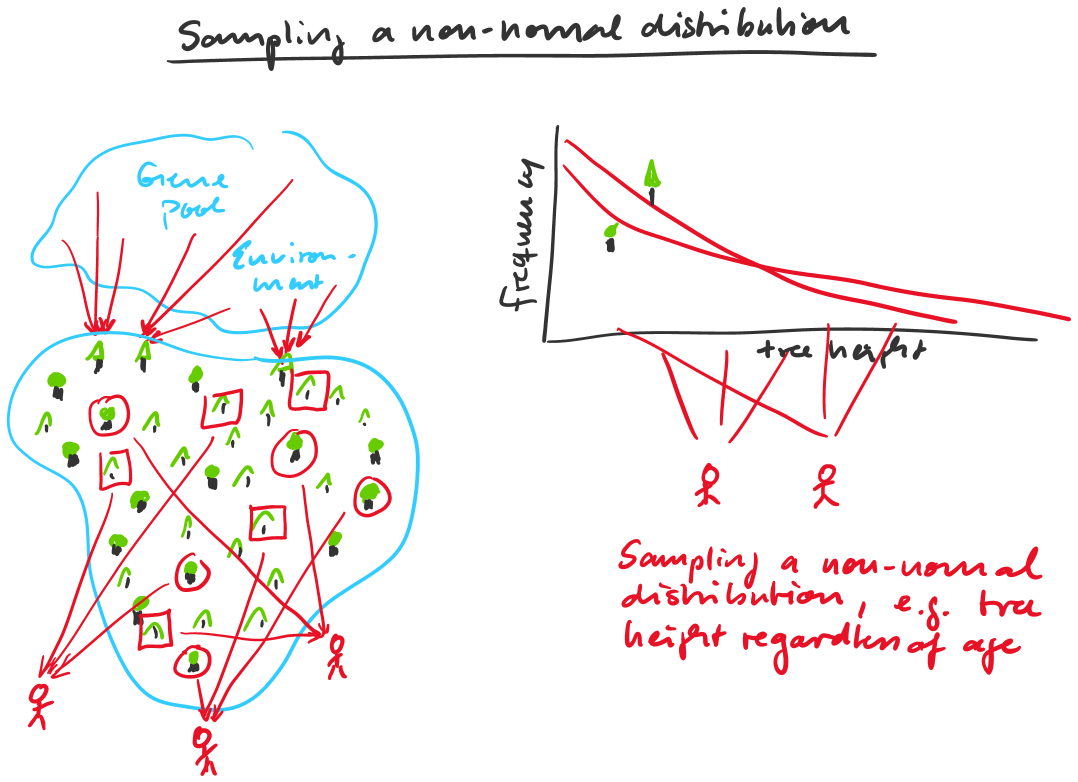 Sampling a non-normal distribution
Gene
pool
Environ-
ment
frequency
tree height
Sampling a non-normal
distribution, e.g. tree
height regardless of age